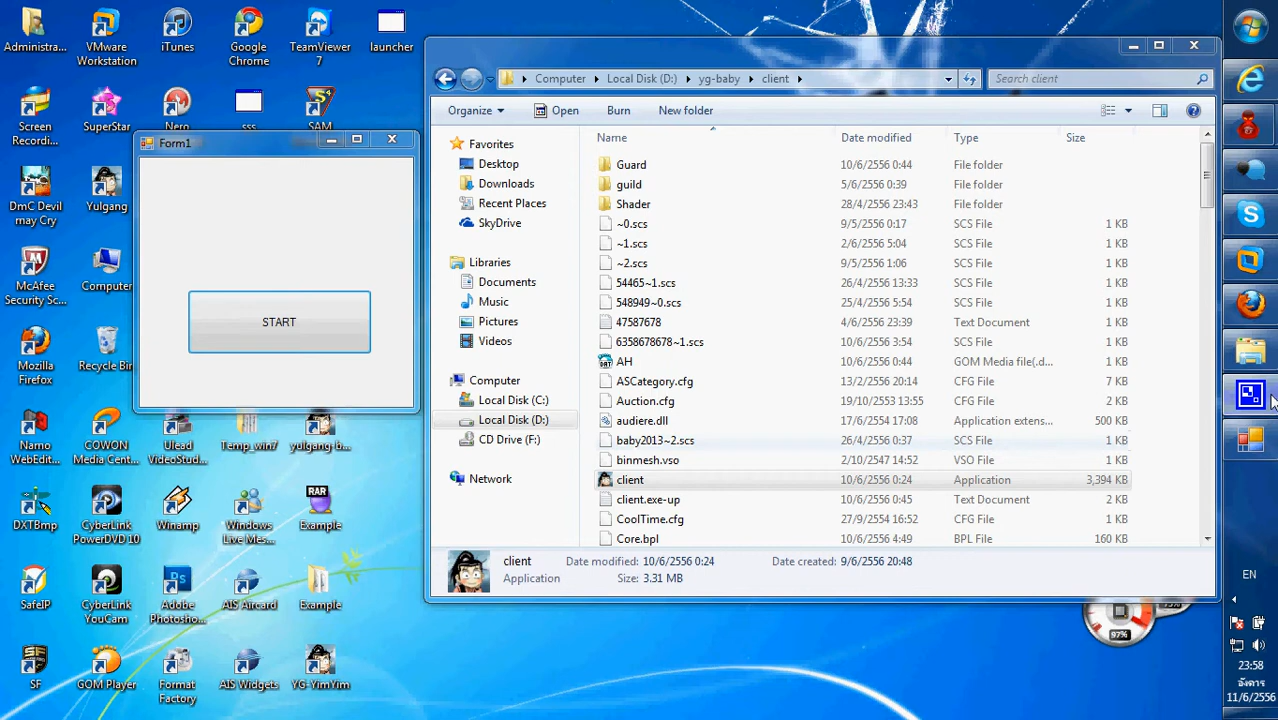 Administra...
VMware Workstation
iTunes
Google Chrome
TeamViewer 7
launcher
Screen Recordi...
SuperStar
Nero
sss
SAM
DmC Devil may Cry
Yulgang
McAfee Security Sc...
Computer
Mozilla Firefox
Recycle Bin
Namo WebEdit...
COWON Media Cent...
Ulead VideoStud...
Temp_win7
yulgang b...
DXTBmp
CyberLink PowerDVD 10
Winamp
Windows Live Mes...
RAR
Example
SafeIP
CyberLink YouCam
Adobe Photosho...
AIS Aircard
Example
SF
GOM Player
Format Factory
AIS Widgets
YG-YimYim
Form1
START
Computer
Local Disk (D:)
yg-baby
client
Search client
Organize
Open
Burn
New folder
Favorites
Desktop
Downloads
Recent Places
SkyDrive
Libraries
Documents
Music
Pictures
Videos
Computer
Local Disk (C:)
Local Disk (D:)
CD Drive (F:)
Network
Name Date modified Type Size
Guard 10/6/2556 0:44 File folder
guild 5/6/2556 0:39 File folder
Shader 28/4/2556 23:43 File folder
~0.scs 9/5/2556 0:17 SCS File 1 KB
~1.scs 2/6/2556 5:04 SCS File 1 KB
~2.scs 9/5/2556 1:06 SCS File 1 KB
54465~1.scs 26/4/2556 13:33 SCS File 1 KB
548949~0.scs 25/4/2556 5:54 SCS File 1 KB
47587678 4/6/2556 23:39 Text Document 1 KB
6358678678~1.scs 10/6/2556 3:54 SCS File 1 KB
AH 10/6/2556 0:44 GOM Media file(.d... 1 KB
ASCategory.cfg 13/2/2556 20:14 CFG File 7 KB
Auction.cfg 19/10/2553 13:55 CFG File 1 KB
audiere.dll 17/6/2554 17:08 Application extens... 500 KB
baby2013~2.scs 26/4/2556 0:37 SCS File 1 KB
binmesh.vso 2/10/2547 14:52 VSO File 1 KB
client 10/6/2556 0:24 Application 3,394 KB
client.exe-up 10/6/2556 0:45 Text Document 2 KB
CoolTime.cfg 27/9/2554 16:52 CFG File 1 KB
Core.bpl 10/6/2556 4:49 BPL File 160 KB
client Date modified: 10/6/2556 0:24 Date created: 9/6/2556 20:48
Application Size: 3.31 MB
97%
EN
23:58
อังคาร
11/6/2556